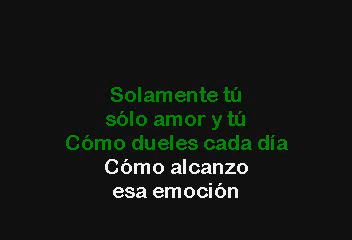 Solamente tú
sólo amor y tú
Cómo dueles cada día
Cómo alcanzo
esa emoción